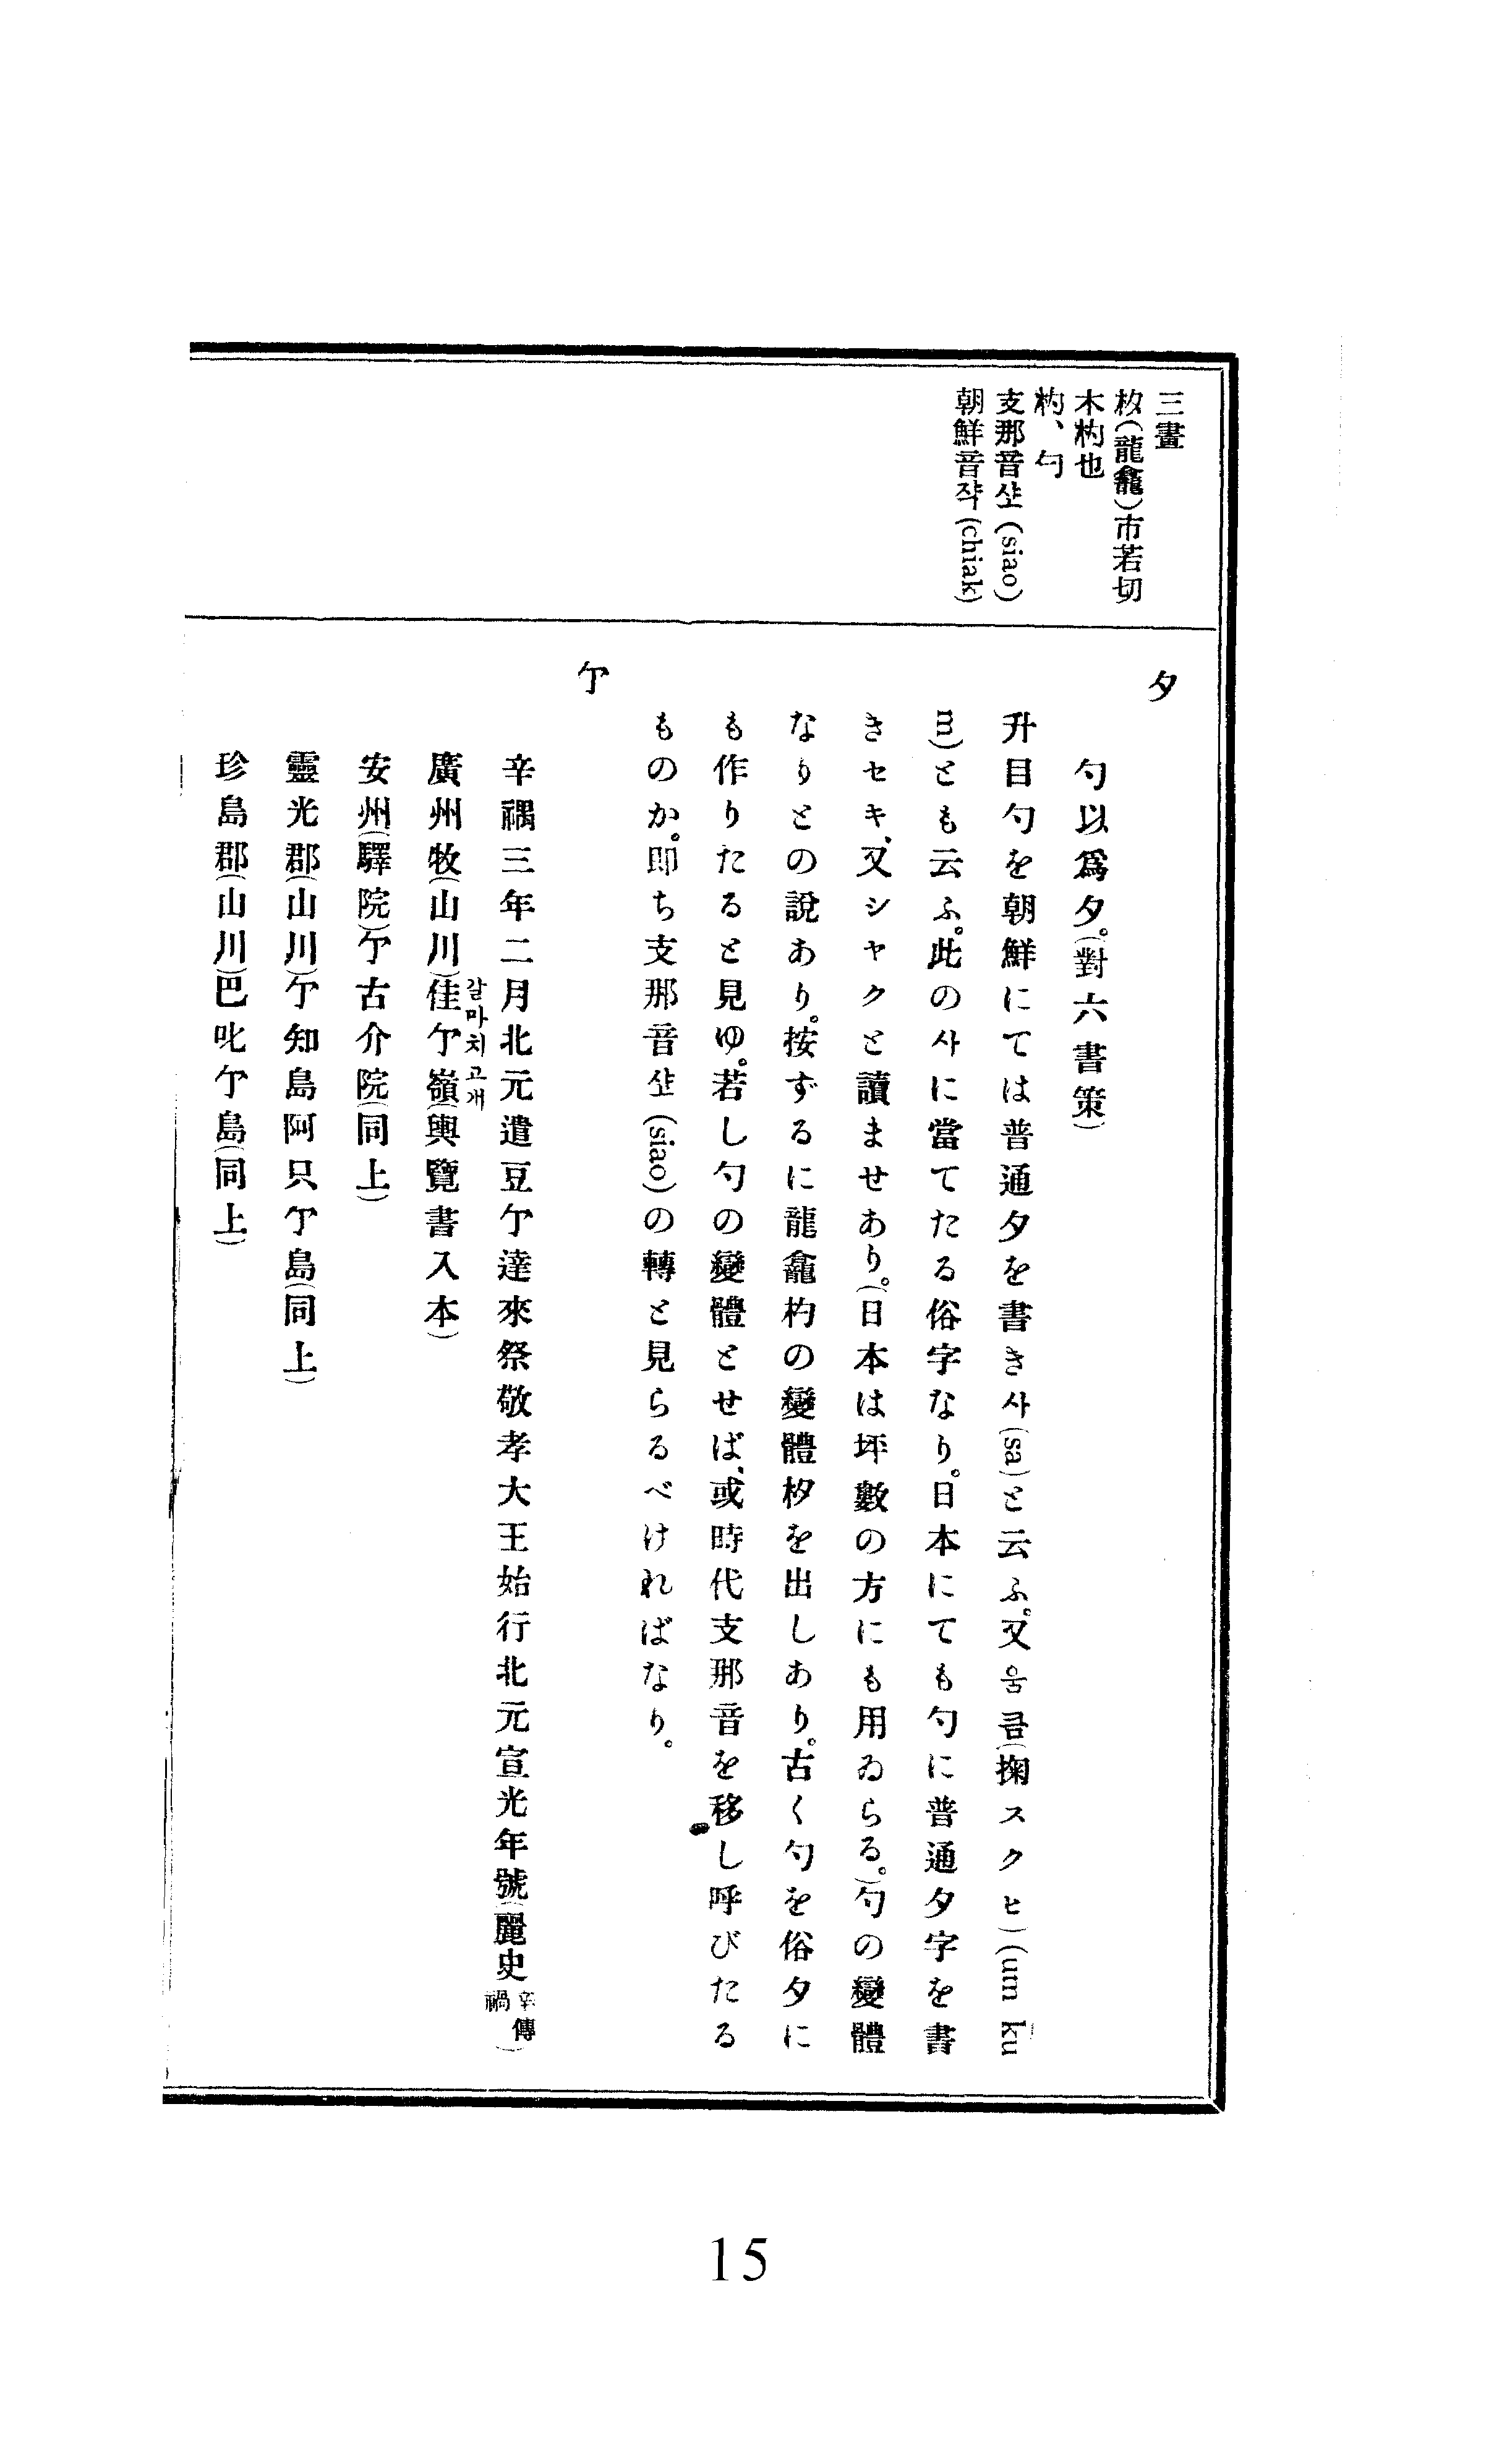 三畫
杦(龍龕)市若切
木杓也
杓、勺
支那音샾(siao)
朝鮮音쟉(chiak)
夕
勺以爲夕。(對六書策)
升目勺を朝鮮にては普通夕を書き사(sa)と云ふ。又움큼(掬スクヒ)(um ku
m)とも云ふ。此の사に當てたる俗字なり。日本にても勺に普通夕字を書
きセキ、又シヤクと讀ませあり。(日本は坪數の方にも用ゐらる。)勺の變體
なりとの說あり。按ずるに龍龕杓の變體杦を出しあり。古く勺を俗夕に
も作りたると見ゆ。若し勺の變體とせば、或時代支那音を移し呼びたる
ものか。卽ち支那音샾(siao)の轉と見らるべければなり。
亇
辛禑三年二月北元遣豆亇達來祭敬孝大王始行北元宣光年號(麗史辛禑傳)
廣州牧(山川)佳亇嶺(輿覽書入本)
갈마치고개
安州(驛院)亇古介院(同上)
靈光郡(山川)亇知島阿只亇島(同上)
珍島郡(山川)巴叱亇島(同上)
15